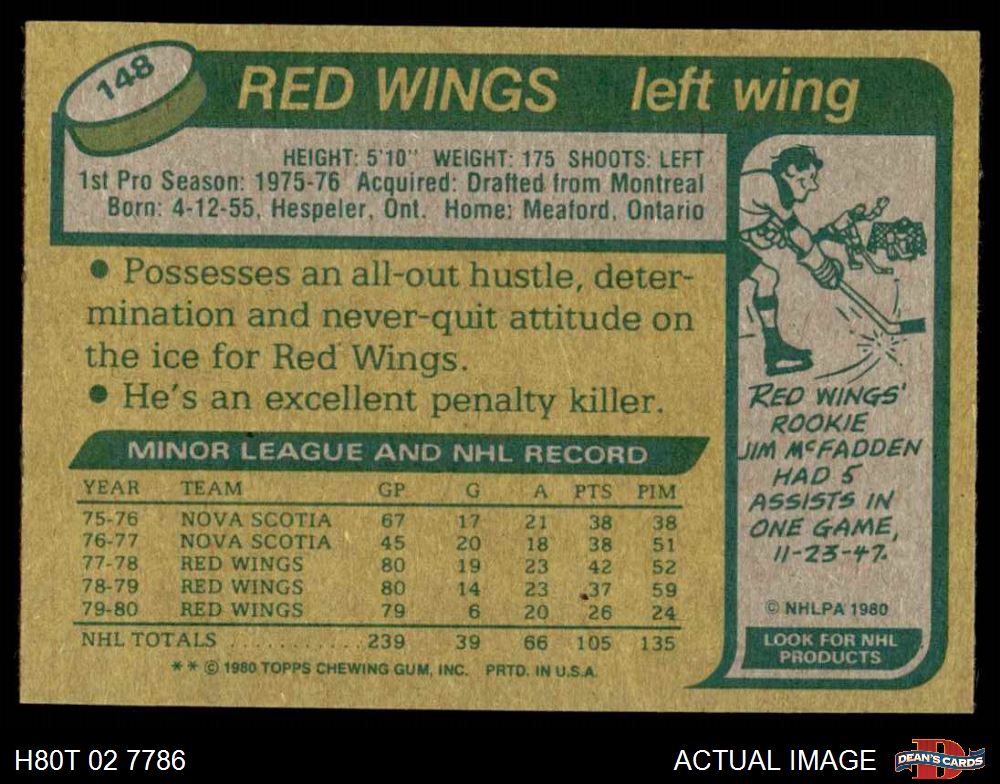 148
RED WINGS left wing
HEIGHT: 5'10" WEIGHT: 175 SHOOTS: LEFT
1st Pro Season: 1975-76 Acquired: Drafted from Montreal
Born: 4-12-55, Hespeler, Ont. Home: Meaford, Ontario
• Possesses an all-out hustle, deter-
mination and never-quit attitude on
the ice for Red Wings.
• He's an excellent penalty killer.
MINOR LEAGUE AND NHL RECORD
YEAR TEAM GP G A PTS PIM
75-76 NOVA SCOTIA 67 17 21 38 38
76-77 NOVA SCOTIA 45 20 18 38 51
77-78 RED WINGS 80 19 23 42 52
78-79 RED WINGS 80 14 23 37 59
79-80 RED WINGS 79 6 20 26 24
NHL TOTALS ............ 239 39 66 105 135
* * © 1980 TOPPS CHEWING GUM, INC. PRTD. IN U.S.A.
RED WINGS'
ROOKIE
JIM McFADDEN
HAD 5
ASSISTS IN
ONE GAME,
11-23-47.
© NHLPA 1980
LOOK FOR NHL
PRODUCTS
H80T 02 7786
ACTUAL IMAGE
D
DEAN'S CARDS